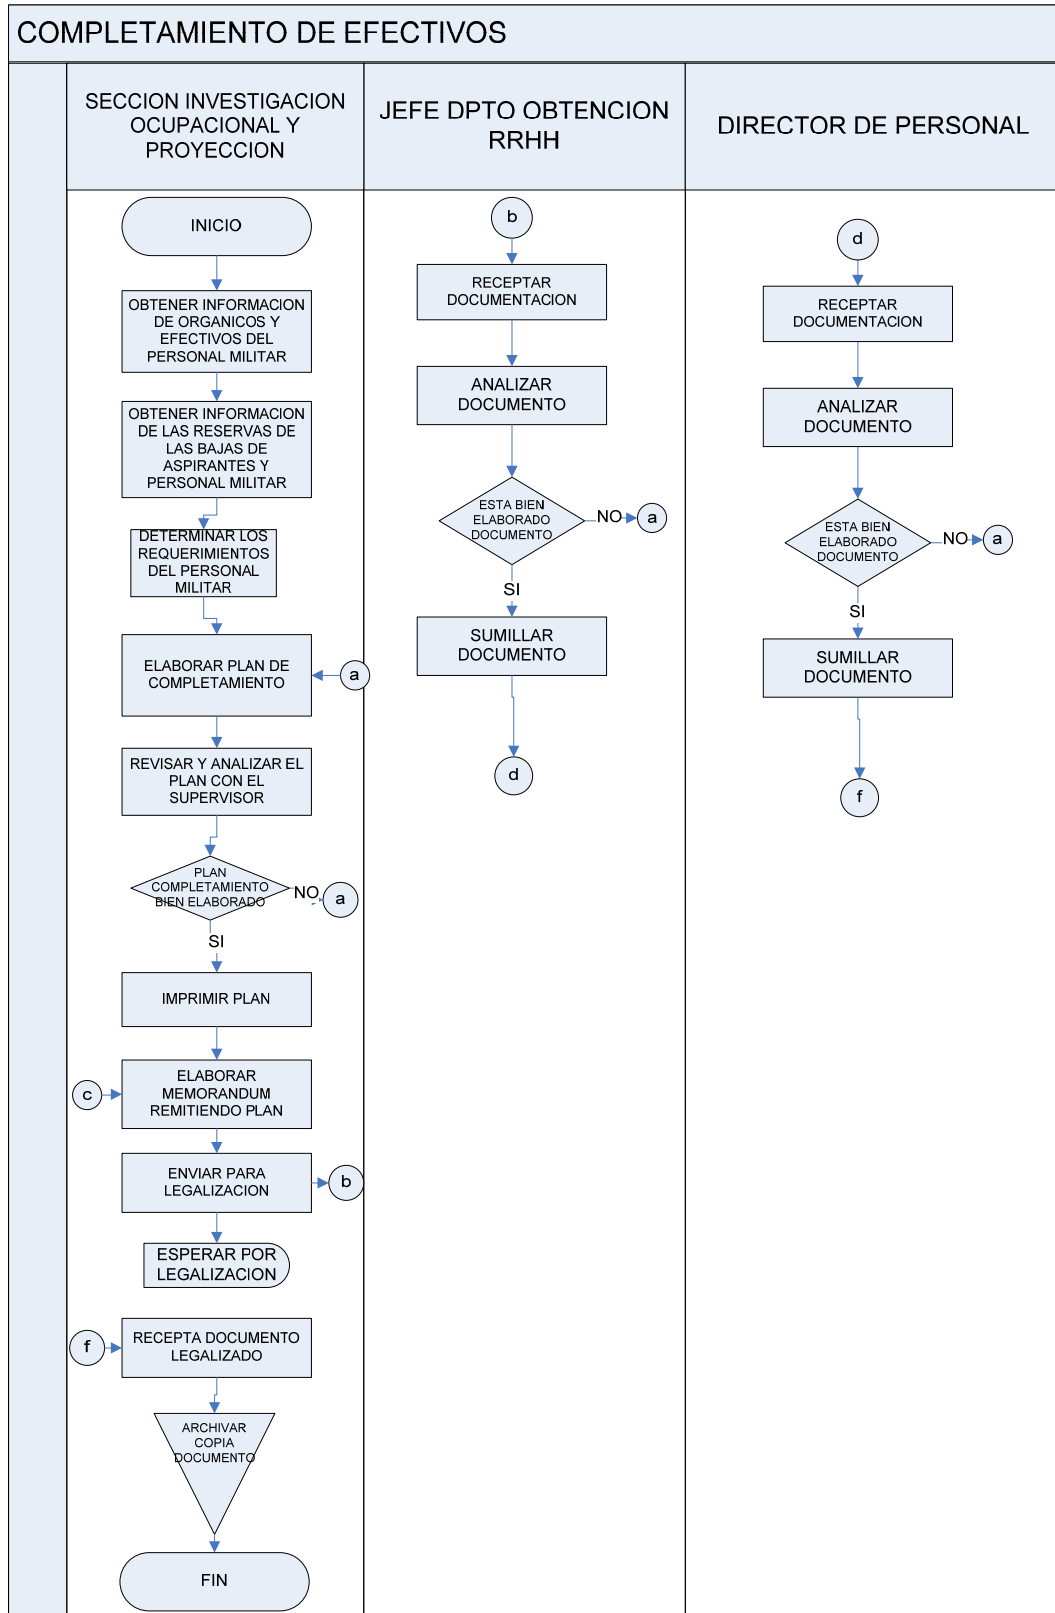 COMPLETAMIENTO DE EFECTIVOS
SECCION INVESTIGACION
OCUPACIONAL Y
PROYECCION
JEFE DPTO OBTENCION
RRHH
DIRECTOR DE PERSONAL
INICIO
OBTENER INFORMACION
DE ORGANICOS Y
EFECTIVOS DEL
PERSONAL MILITAR
OBTENER INFORMACION
DE LAS RESERVAS DE
LAS BAJAS DE
ASPIRANTES Y
PERSONAL MILITAR
DETERMINAR LOS
REQUERIMIENTOS
DEL PERSONAL
MILITAR
ELABORAR PLAN DE
COMPLETAMIENTO
a
REVISAR Y ANALIZAR EL
PLAN CON EL
SUPERVISOR
PLAN
COMPLETAMIENTO
BIEN ELABORADO
NO
a
SI
IMPRIMIR PLAN
c
ELABORAR
MEMORANDUM
REMITIENDO PLAN
ENVIAR PARA
LEGALIZACION
b
ESPERAR POR
LEGALIZACION
f
RECEPTA DOCUMENTO
LEGALIZADO
ARCHIVAR
COPIA
DOCUMENTO
FIN
b
RECEPTAR
DOCUMENTACION
ANALIZAR
DOCUMENTO
ESTA BIEN
ELABORADO
DOCUMENTO
NO
a
SI
SUMILLAR
DOCUMENTO
d
d
RECEPTAR
DOCUMENTACION
ANALIZAR
DOCUMENTO
ESTA BIEN
ELABORADO
DOCUMENTO
NO
a
SI
SUMILLAR
DOCUMENTO
f